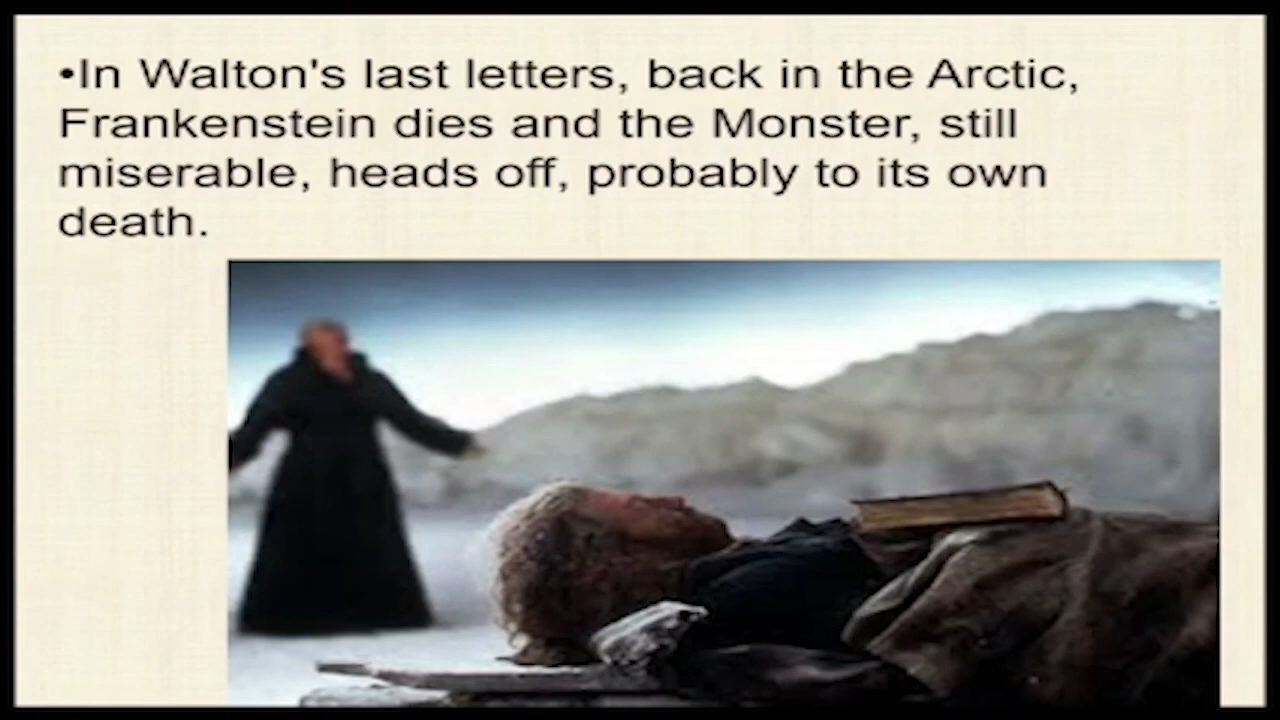 •In Walton's last letters, back in the Arctic,
Frankenstein dies and the Monster, still
miserable, heads off, probably to its own
death.